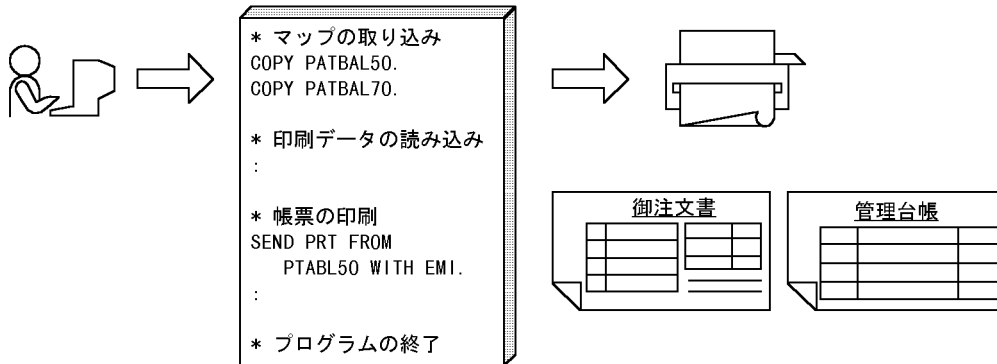 * マップの取り込み
COPY PATBAL50.
COPY PATBAL70.
* 印刷データの読み込み
:
* 帳票の印刷
SEND PRT FROM
PTABL50 WITH EMI.
:
* プログラムの終了
御注文書
管理台帳